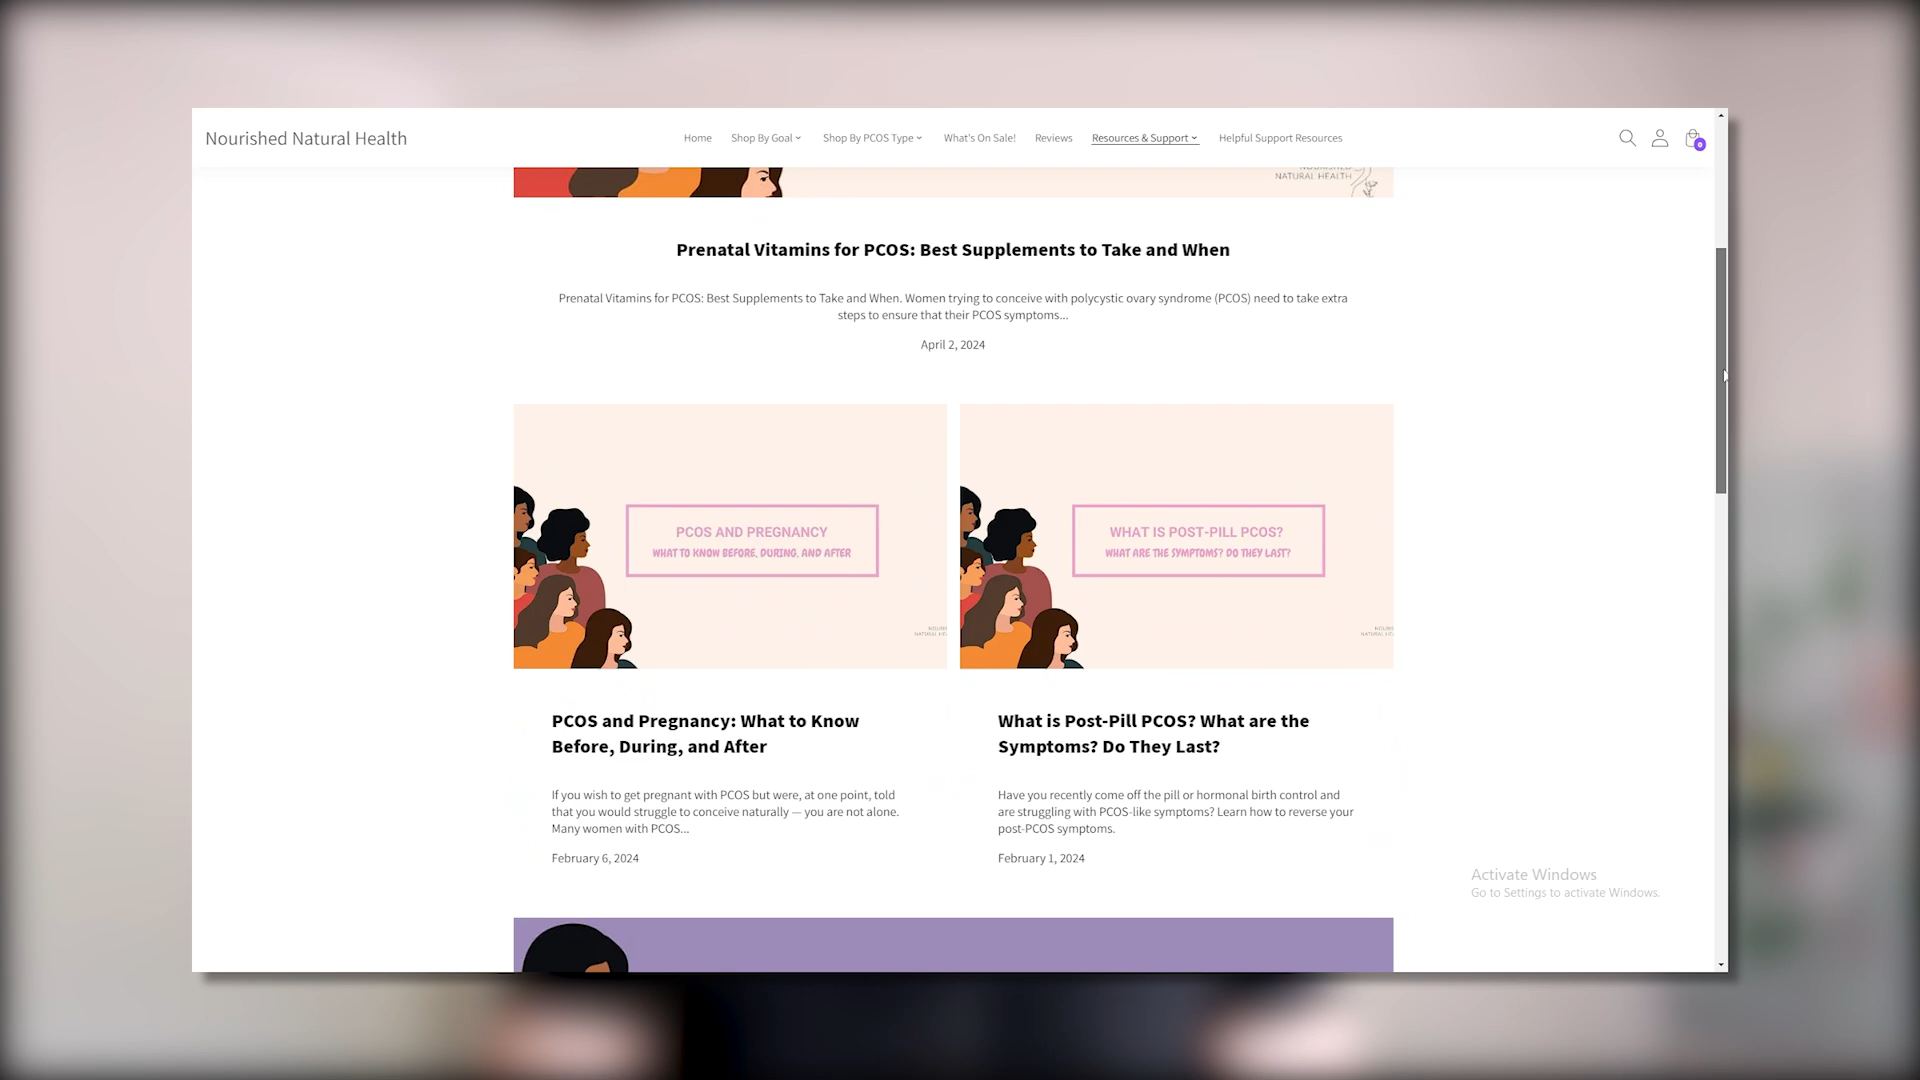 Nourished Natural Health
Home
Shop By Goal
Shop By PCOS Type
What's On Sale!
Reviews
Resources & Support
Helpful Support Resources
0
NATURAL HEALTH
Prenatal Vitamins for PCOS: Best Supplements to Take and When
Prenatal Vitamins for PCOS: Best Supplements to Take and When. Women trying to conceive with polycystic ovary syndrome (PCOS) need to take extra
steps to ensure that their PCOS symptoms...
April 2, 2024
PCOS AND PREGNANCY
WHAT TO KNOW BEFORE, DURING, AND AFTER
WHAT IS POST-PILL PCOS?
WHAT ARE THE SYMPTOMS? DO THEY LAST?
PCOS and Pregnancy: What to Know
Before, During, and After
If you wish to get pregnant with PCOS but were, at one point, told
that you would struggle to conceive naturally — you are not alone.
Many women with PCOS...
February 6, 2024
What is Post-Pill PCOS? What are the
Symptoms? Do They Last?
Have you recently come off the pill or hormonal birth control and
are struggling with PCOS-like symptoms? Learn how to reverse your
post-PCOS symptoms.
February 1, 2024
Activate Windows
Go to Settings to activate Windows.